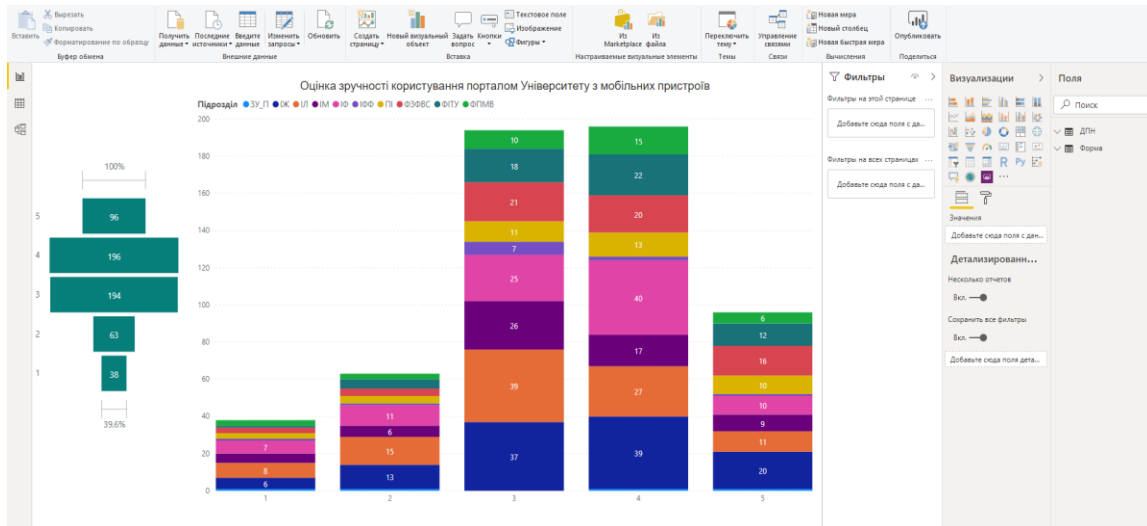 Вставить
Вырезать
Копировать
Форматирование по образцу
Буфер обмена
Получить данные
Последние источники
Введите данные
Изменить запросы
Обновить
Внешние данные
Создать страницу
Новый визуальный объект
Задать вопрос
Кнопки
Текстовое поле
Изображение
Фигуры
Вставка
Из Marketplace
Из файла
Настраиваемые визуальные элементы
Переключить тему
Темы
Управление связями
Связи
Новая мера
Новый столбец
Новая быстрая мера
Вычисления
Опубликовать
Поделиться
Оцінка зручності користування порталом Університету з мобільних пристроїв
Підрозділ ЗУ_П ІЖ ІЛ ІМ ІФ ІФФ ПІ ФЗФВС ФІТУ ФПМВ
100%
5 96
4 196
3 194
2 63
1 38
39.6%
200
180
160
140
120
100
80
60
40
20
0
7
8
6
11
6
15
13
10
18
21
11
7
25
26
39
37
15
22
20
13
40
17
27
39
6
12
16
10
10
9
11
20
1 2 3 4 5
Фильтры
Фильтры на этой странице ...
Добавьте сюда поля с да...
Фильтры на всех страницах ...
Добавьте сюда поля с да...
Визуализации
R Py
...
Значения
Добавьте сюда поля с дан...
Детализированн...
Несколько отчетов
Вкл.
Сохранить все фильтры
Вкл.
Добавьте сюда поля дета...
Поля
Поиск
ДПН
Форма